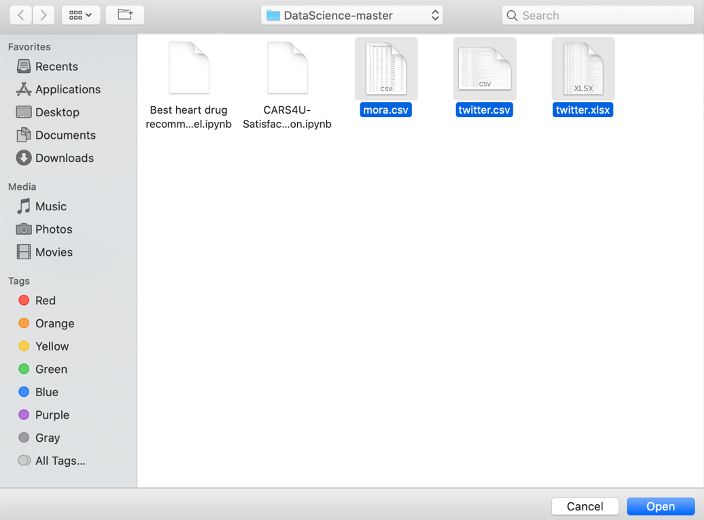 DataScience-master
Search
Favorites
Recents
Applications
Desktop
Documents
Downloads
Media
Music
Photos
Movies
Tags
Red
Orange
Yellow
Green
Blue
Purple
Gray
All Tags...
Best heart drug
recomm...el.ipynb
CARS4U-
Satisfac...on.ipynb
CSV
mora.csv
CSV
twitter.csv
XLSX
twitter.xlsx
Cancel
Open